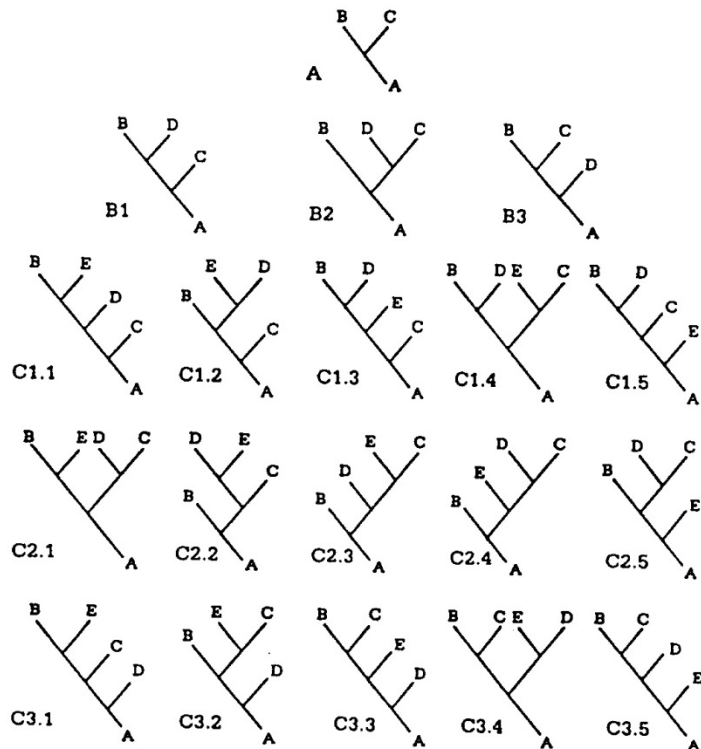 B C
A A
B D
C
B1 A
B D C
B2 A
B C
D
B3 A
B E
D
C
C1.1 A
E D
B
C
C1.2 A
B D
E
C
C1.3 A
B D E C
C1.4 A
B D
C
E
C1.5 A
B E D C
C2.1 A
D E
C
B
C2.2 A
E C
D
B
C2.3 A
D C
E
B
C2.4 A
D C
B
E
C2.5 A
B E
C
D
C3.1 A
E C
B
D
C3.2 A
B C
E
D
C3.3 A
B C E D
C3.4 A
B C
D
E
C3.5 A